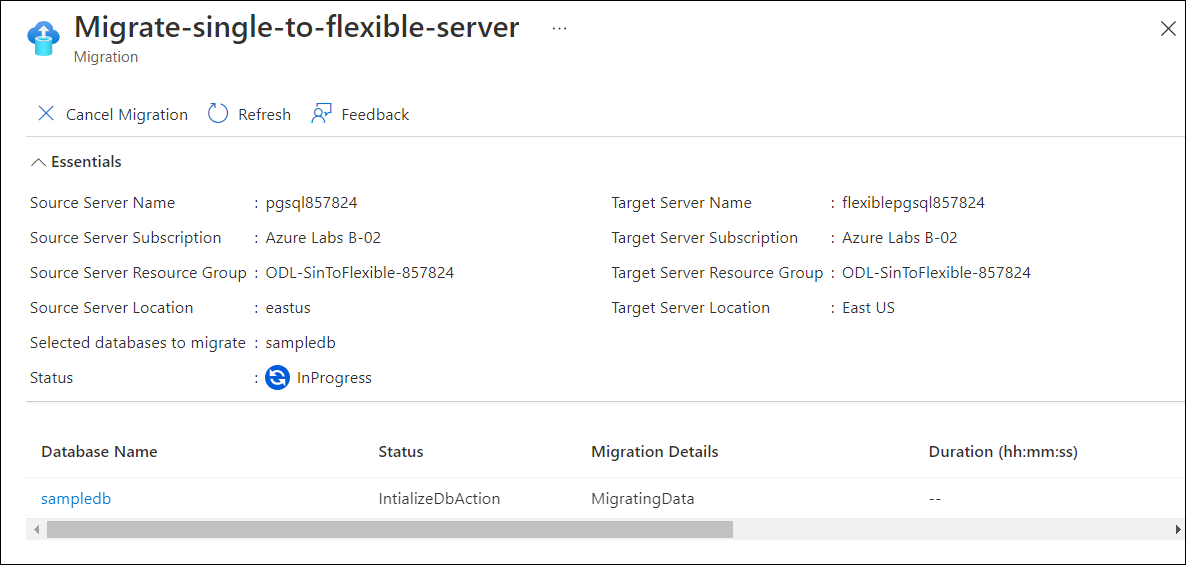 Migrate-single-to-flexible-server ...
Migration
Cancel Migration Refresh Feedback
Essentials
Source Server Name : pgsql857824 Target Server Name : flexiblepgsql857824
Source Server Subscription : Azure Labs B-02 Target Server Subscription : Azure Labs B-02
Source Server Resource Group : ODL-SinToFlexible-857824 Target Server Resource Group : ODL-SinToFlexible-857824
Source Server Location : eastus Target Server Location : East US
Selected databases to migrate : sampledb
Status : InProgress
Database Name Status Migration Details Duration (hh:mm:ss)
sampledb IntializeDbAction MigratingData --